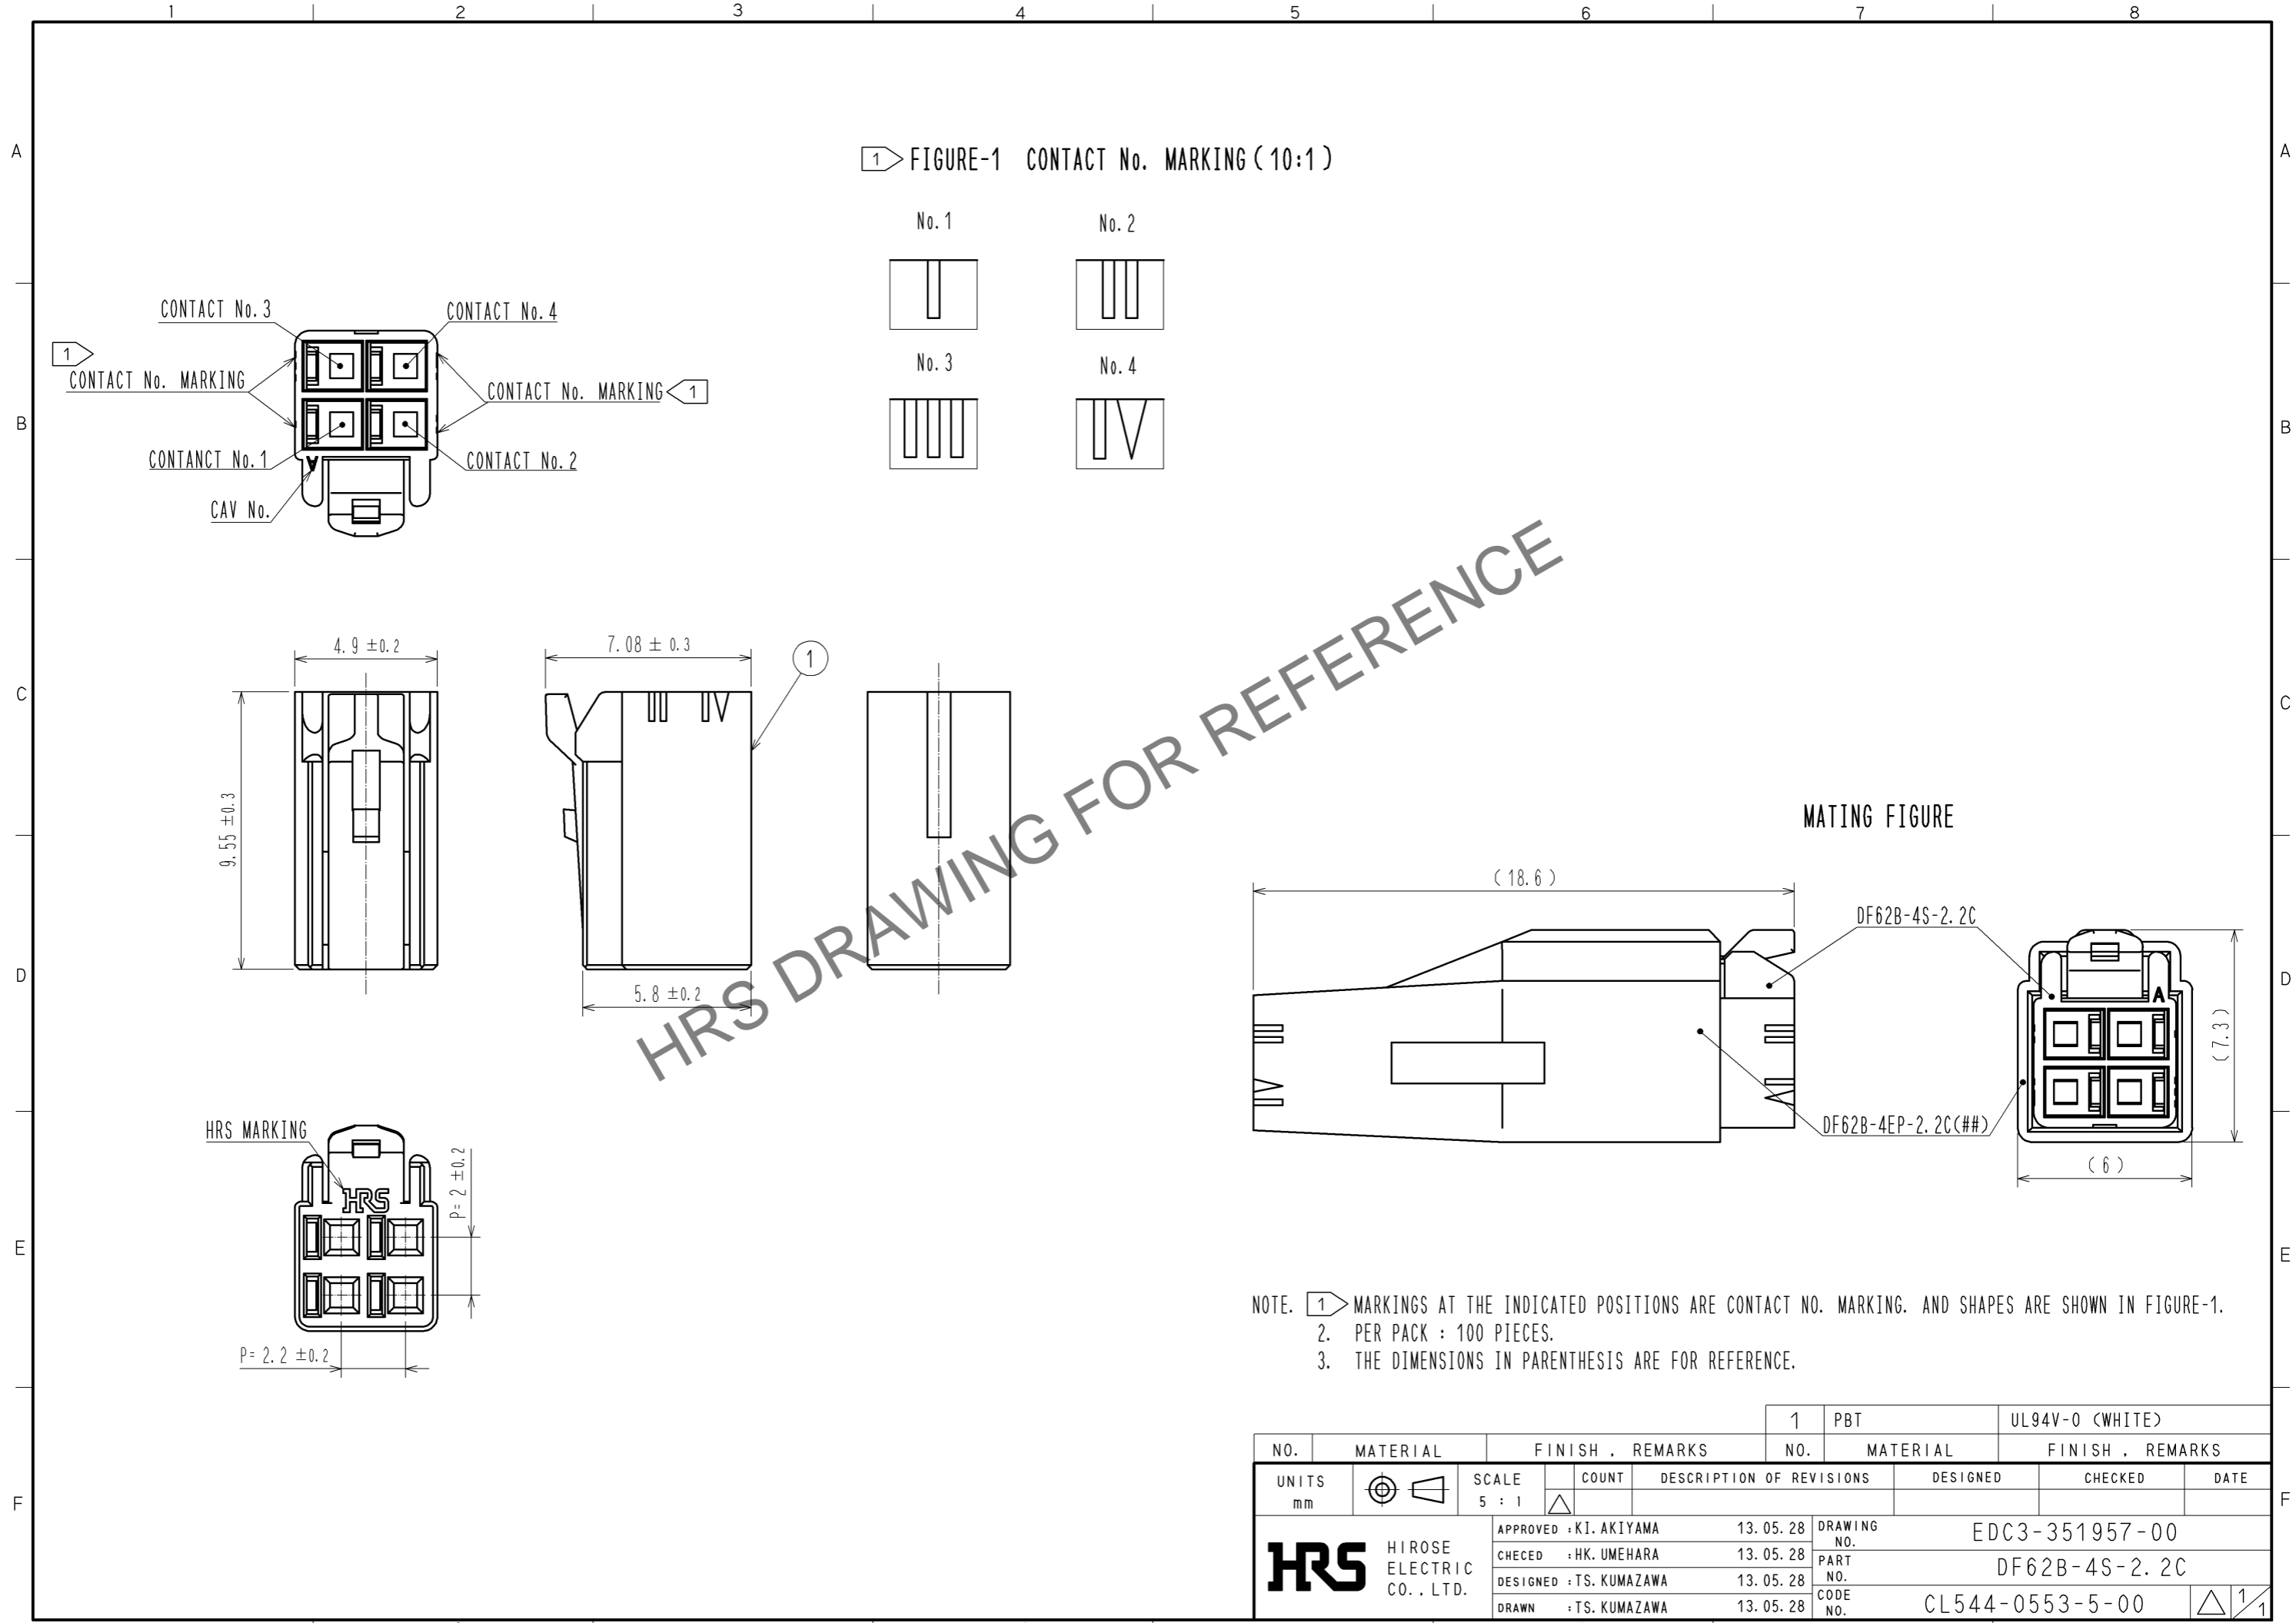 1 2 3 4 5 6 7 8
A A
B B
C C
D D
E E
F F
1 FIGURE-1 CONTACT No. MARKING (10:1)
No. 1 No. 2
No. 3 No. 4
CONTACT No. 3
CONTACT No. 4
1
CONTACT No. MARKING
CONTACT No. MARKING 1
CONTANCT No. 1
CONTACT No. 2
A
CAV No.
4.9 ±0.2
7.08 ± 0.3
1
9.55 ±0.3
5.8 ±0.2
HRS DRAWING FOR REFERENCE
MATING FIGURE
(18.6)
DF62B-4S-2.2C
A
(7.3)
DF62B-4EP-2.2C(##)
(6)
HRS MARKING
HRS
P= 2 ±0.2
P= 2.2 ±0.2
NOTE. 1 MARKINGS AT THE INDICATED POSITIONS ARE CONTACT NO. MARKING. AND SHAPES ARE SHOWN IN FIGURE-1.
2. PER PACK : 100 PIECES.
3. THE DIMENSIONS IN PARENTHESIS ARE FOR REFERENCE.
1 PBT UL94V-0 (WHITE)
NO. MATERIAL FINISH , REMARKS NO. MATERIAL FINISH , REMARKS
UNITS mm SCALE 5 : 1 COUNT DESCRIPTION OF REVISIONS DESIGNED CHECKED DATE
HRS HIROSE ELECTRIC CO., LTD.
APPROVED : KI. AKIYAMA 13.05.28 DRAWING NO. EDC3-351957-00
CHECED : HK. UMEHARA 13.05.28 PART NO. DF62B-4S-2.2C
DESIGNED : TS. KUMAZAWA 13.05.28
DRAWN : TS. KUMAZAWA 13.05.28 CODE NO. CL544-0553-5-00 1/1